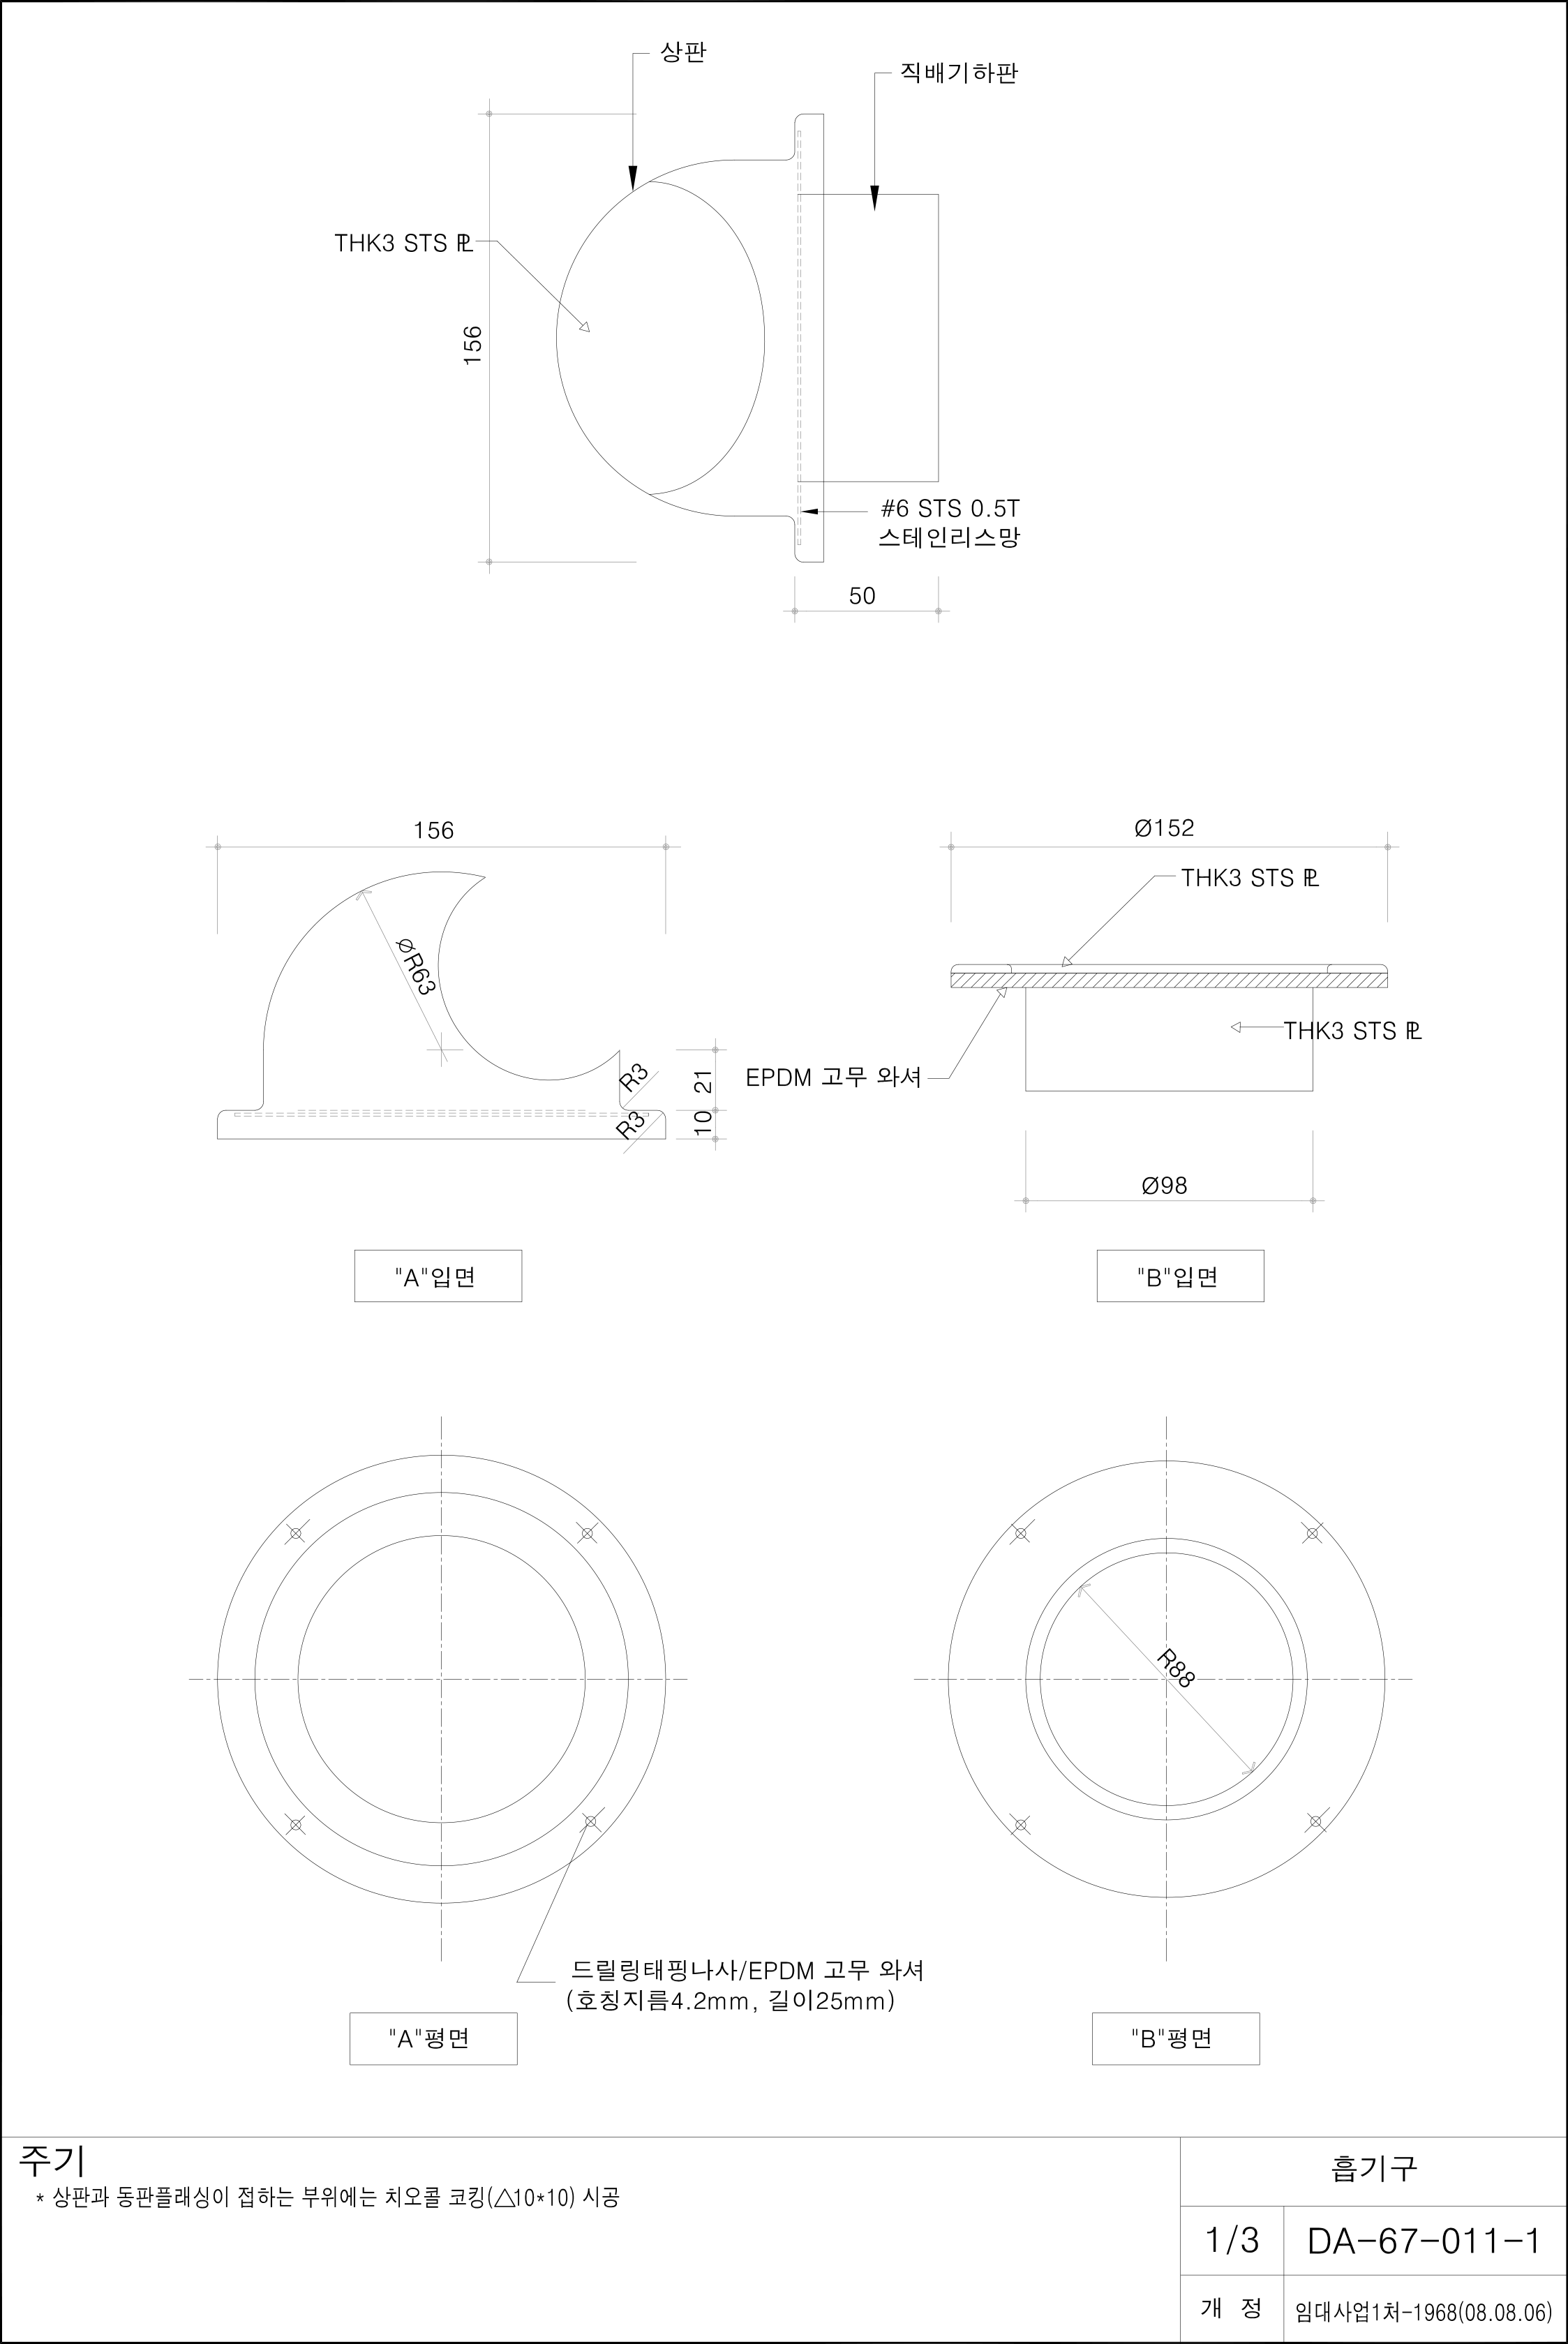 상판
직배기하판
THK3 STS PL
156
#6 STS 0.5T
스테인리스망
50
156
ØR63
R3
R3
21
10
Ø152
THK3 STS PL
THK3 STS PL
EPDM 고무 와셔
Ø98
"A"입면
"B"입면
R88
드릴링태핑나사/EPDM 고무 와셔
(호칭지름4.2mm, 길이25mm)
"A"평면
"B"평면
주기
* 상판과 동판플래싱이 접하는 부위에는 치오콜 코킹(△10*10) 시공
흡기구
1/3
DA-67-011-1
개 정
임대사업1처-1968(08.08.06)